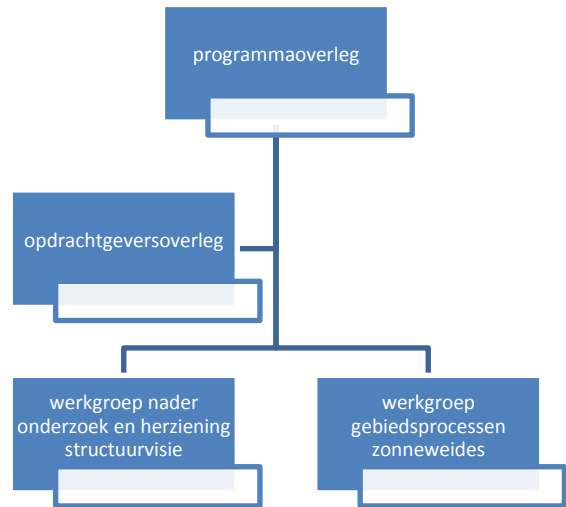 programmaoverleg
opdrachtgeversoverleg
werkgroep nader
onderzoek en herziening
structuurvisie
werkgroep
gebiedsprocessen
zonneweides